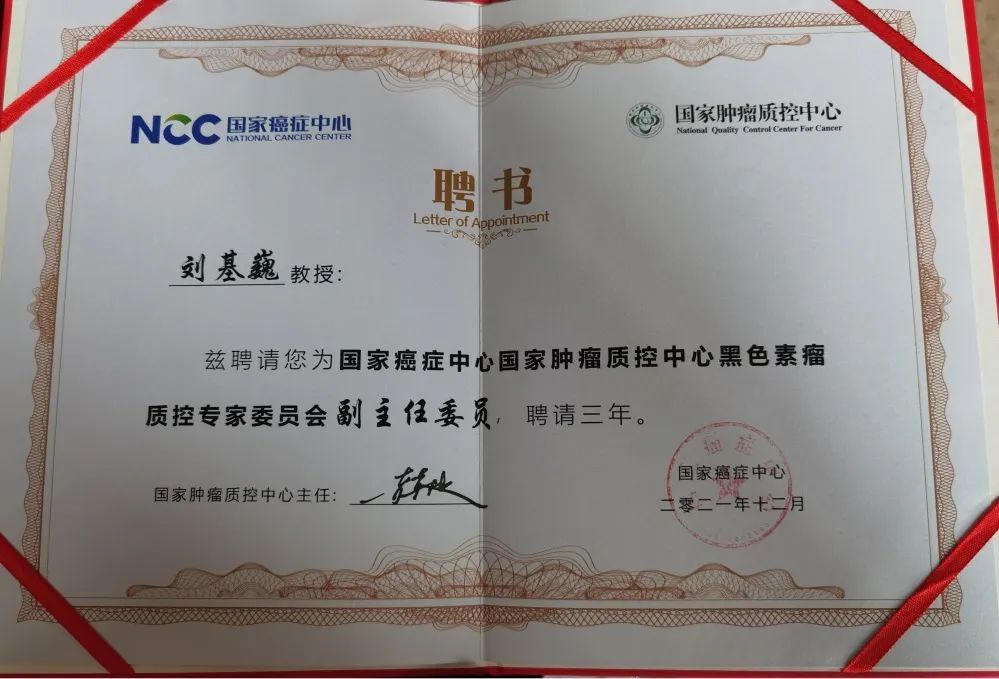 NCC 国家癌症中心
NATIONAL CANCER CENTER
国家肿瘤质控中心
National Quality Control Center For Cancer
聘书
Letter of Appointment
刘基巍 教授：
兹聘请您为国家癌症中心国家肿瘤质控中心黑色素瘤
质控专家委员会副主任委员，聘请三年。
国家肿瘤质控中心主任：
国家癌症中心
二零二一年十二月